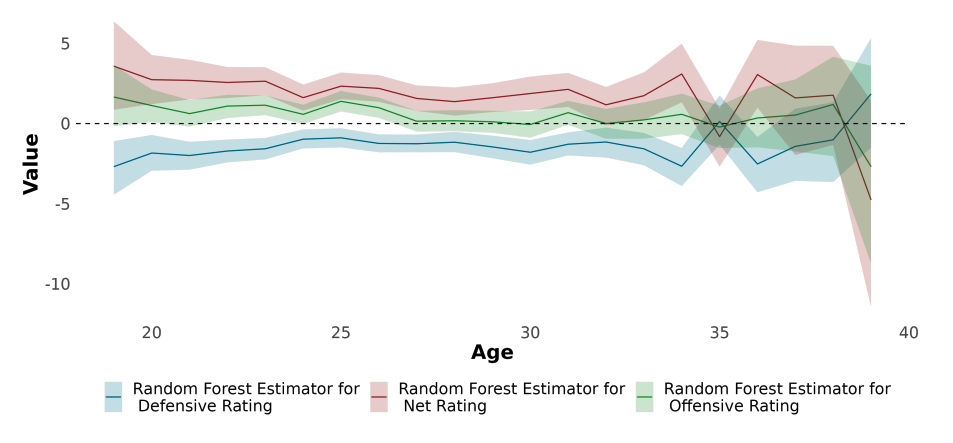 5
0
-5
-10
Value
20 25 30 35 40
Age
Random Forest Estimator for Defensive Rating
Random Forest Estimator for Net Rating
Random Forest Estimator for Offensive Rating